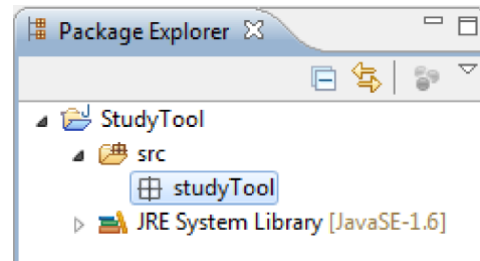 Package Explorer
StudyTool
src
studyTool
JRE System Library [JavaSE-1.6]